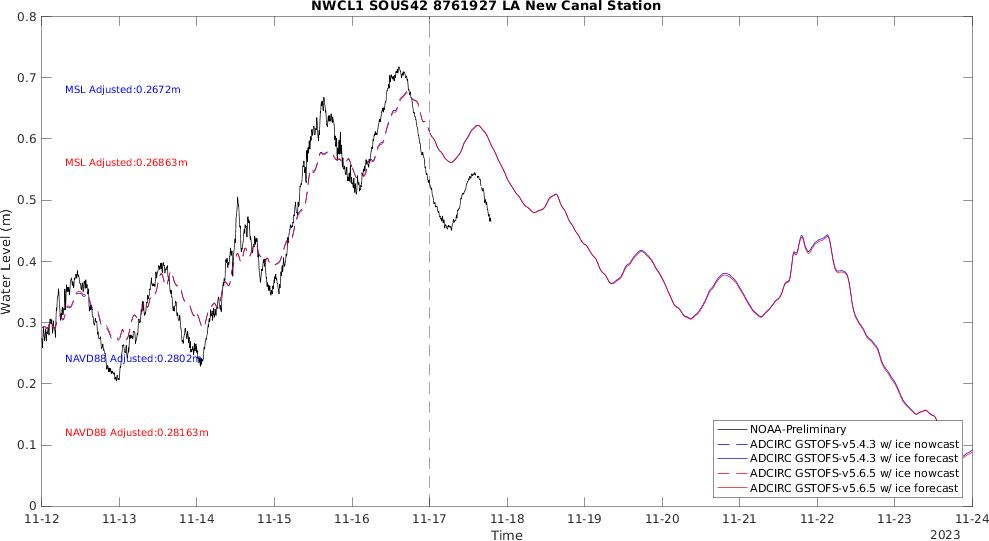 NWCL1 SOUS42 8761927 LA New Canal Station
Water Level (m)
0.8
0.7
0.6
0.5
0.4
0.3
0.2
0.1
0
MSL Adjusted:0.2672m
MSL Adjusted:0.26863m
NAVD88 Adjusted:0.2802m
NAVD88 Adjusted:0.28163m
NOAA-Preliminary
ADCIRC GSTOFS-v5.4.3 w/ ice nowcast
ADCIRC GSTOFS-v5.4.3 w/ ice forecast
ADCIRC GSTOFS-v5.6.5 w/ ice nowcast
ADCIRC GSTOFS-v5.6.5 w/ ice forecast
11-12 11-13 11-14 11-15 11-16 11-17 11-18 11-19 11-20 11-21 11-22 11-23 11-24
Time
2023